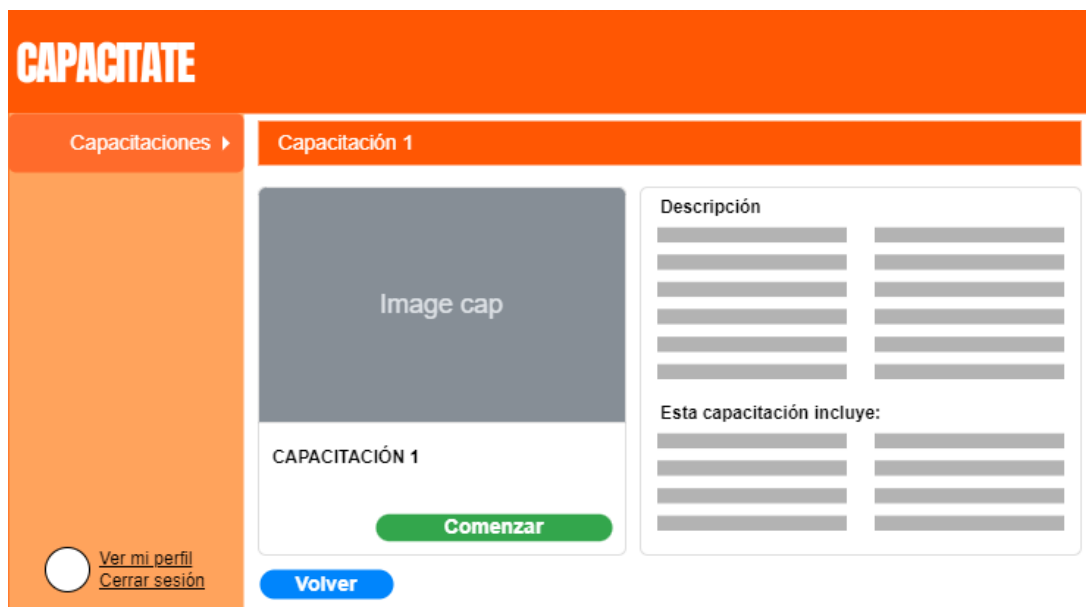 CAPACITATE
Capacitaciones
Capacitación 1
Image cap
CAPACITACIÓN 1
Comenzar
Descripción
Esta capacitación incluye:
Ver mi perfil
Cerrar sesión
Volver